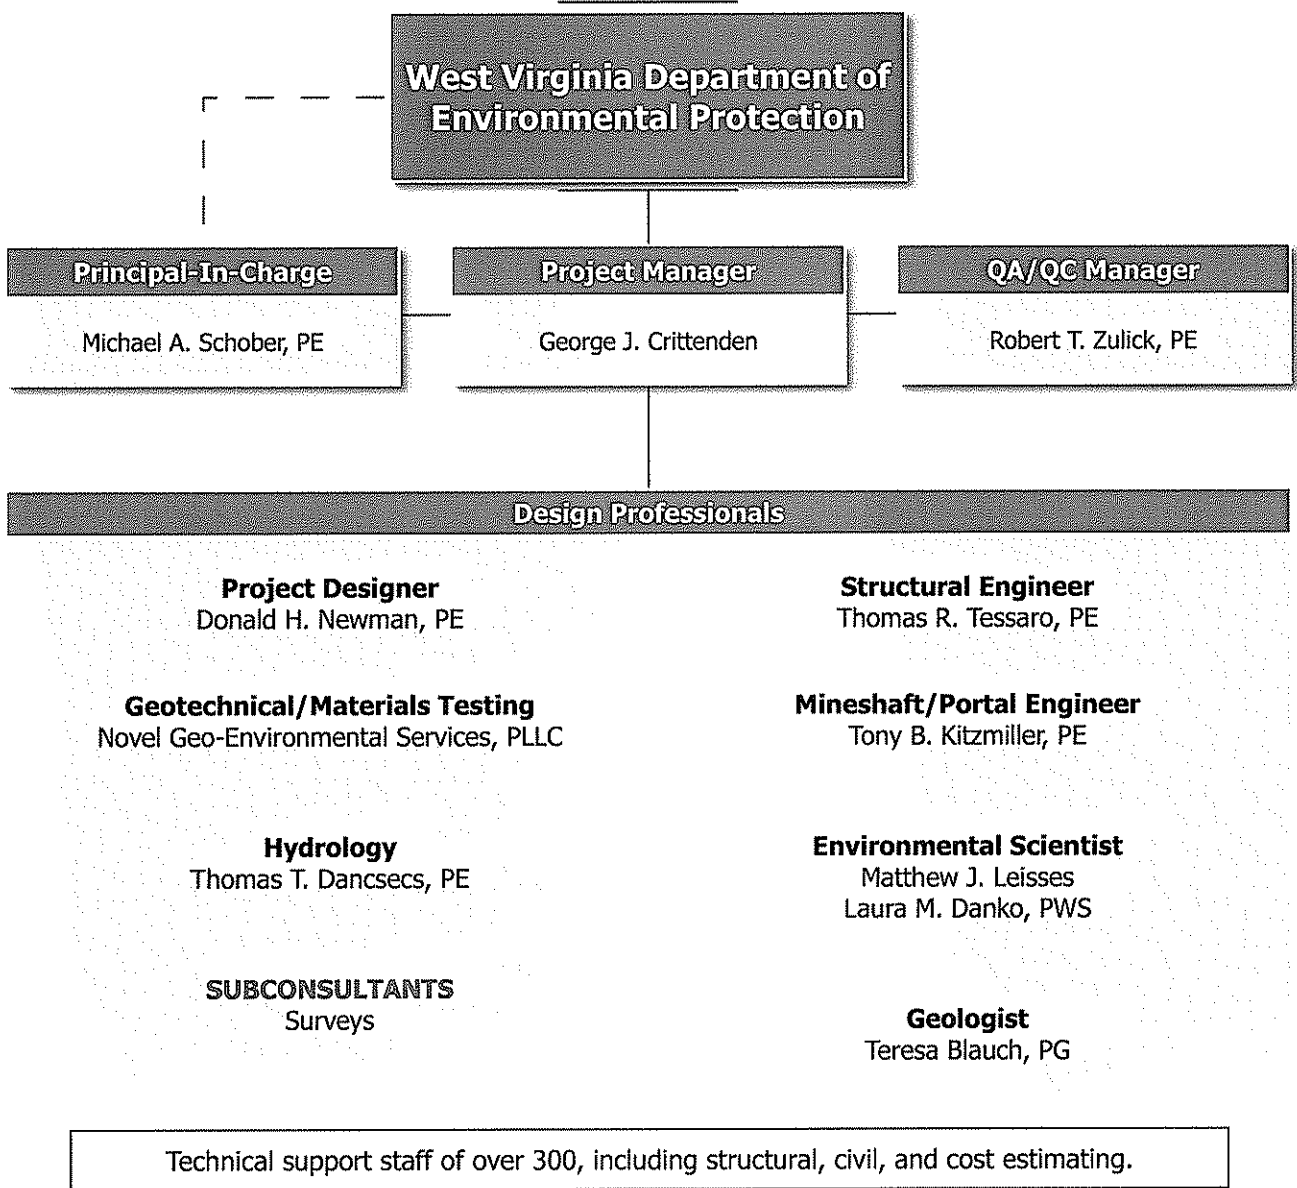 West Virginia Department of
Environmental Protection
Principal-In-Charge
Michael A. Schober, PE
Project Manager
George J. Crittenden
QA/QC Manager
Robert T. Zulick, PE
Design Professionals
Project Designer
Donald H. Newman, PE
Structural Engineer
Thomas R. Tessaro, PE
Geotechnical/Materials Testing
Novel Geo-Environmental Services, PLLC
Mineshaft/Portal Engineer
Tony B. Kitzmiller, PE
Hydrology
Thomas T. Dancsecs, PE
Environmental Scientist
Matthew J. Leisses
Laura M. Danko, PWS
SUBCONSULTANTS
Surveys
Geologist
Teresa Blauch, PG
Technical support staff of over 300, including structural, civil, and cost estimating.